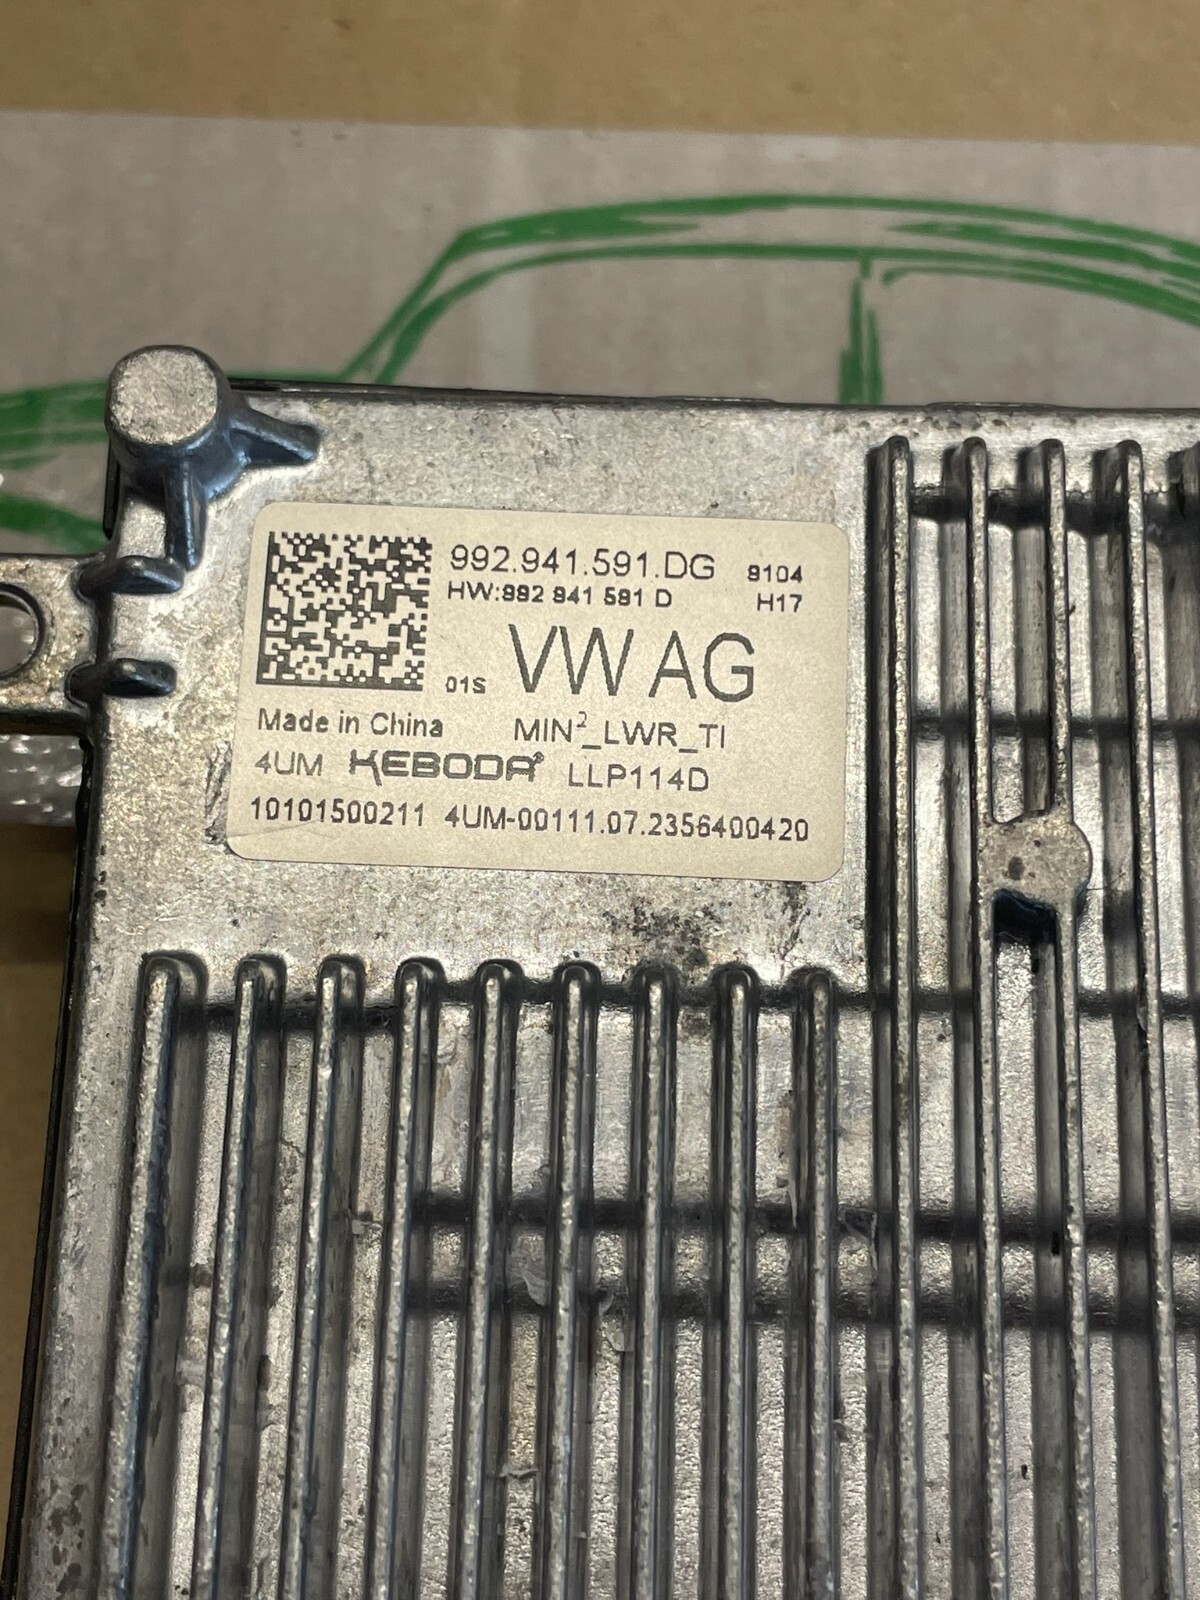 992.941.591.DG 9104
HW:992 941 591 D H17
01S VW AG
Made in China MIN²_LWR_TI
4UM KEBODA® LLP114D
10101500211 4UM-00111.07.2356400420